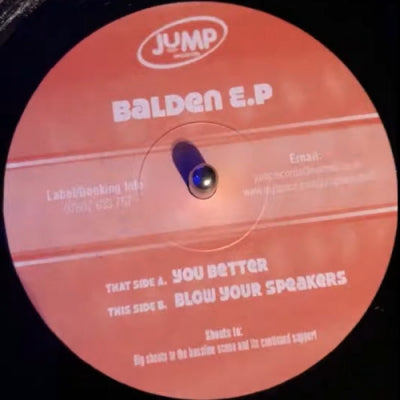 JUMP
BALDEN E.P
Label/Booking Info
Email:
THAT SIDE A. YOU BETTER
THIS SIDE B. BLOW YOUR SPEAKERS
Shouts to:
Big shouts to the bassline scene and its continued support